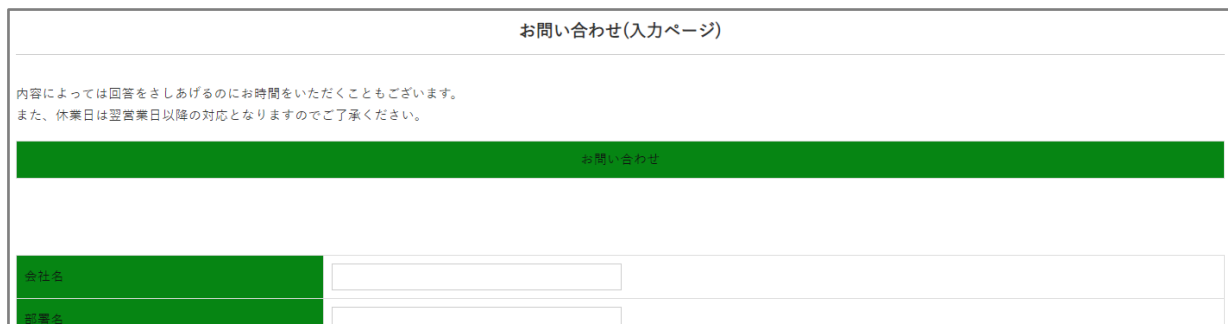 お問い合わせ(入力ページ)
内容によっては回答をさしあげるのにお時間をいただくこともございます。
また、休業日は翌営業日以降の対応となりますのでご了承ください。
お問い合わせ
会社名
部署名